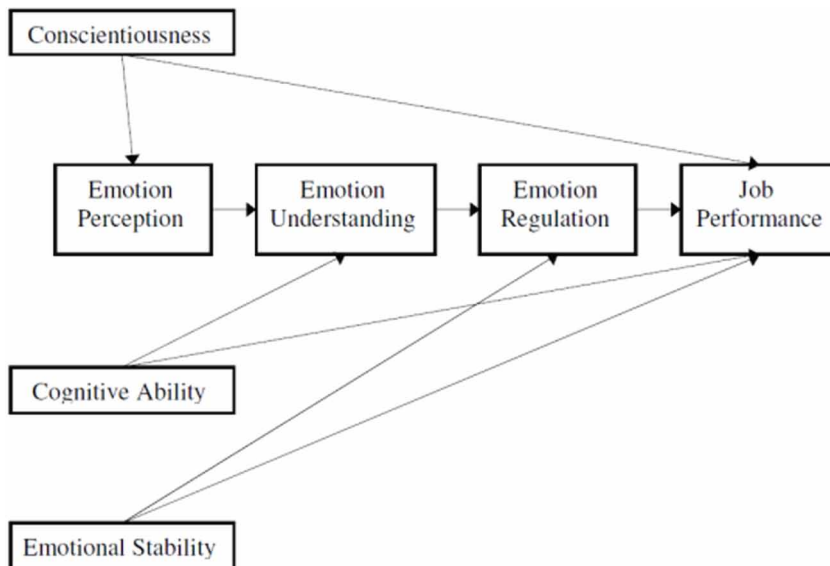 Conscientiousness
Emotion
Perception
Emotion
Understanding
Emotion
Regulation
Job
Performance
Cognitive Ability
Emotional Stability